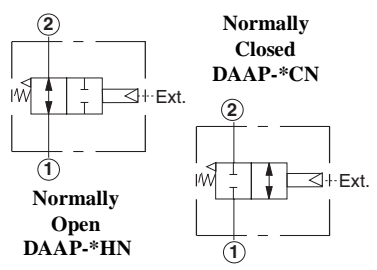 2
Ext.
1
Normally
Open
DAAP-*HN
Normally
Closed
DAAP-*CN
2
Ext.
1